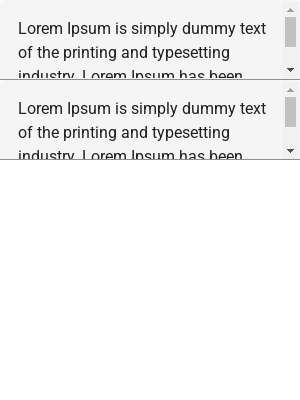 Lorem Ipsum is simply dummy text
of the printing and typesetting
industry. Lorem Ipsum has been
Lorem Ipsum is simply dummy text
of the printing and typesetting
industry. Lorem Ipsum has been